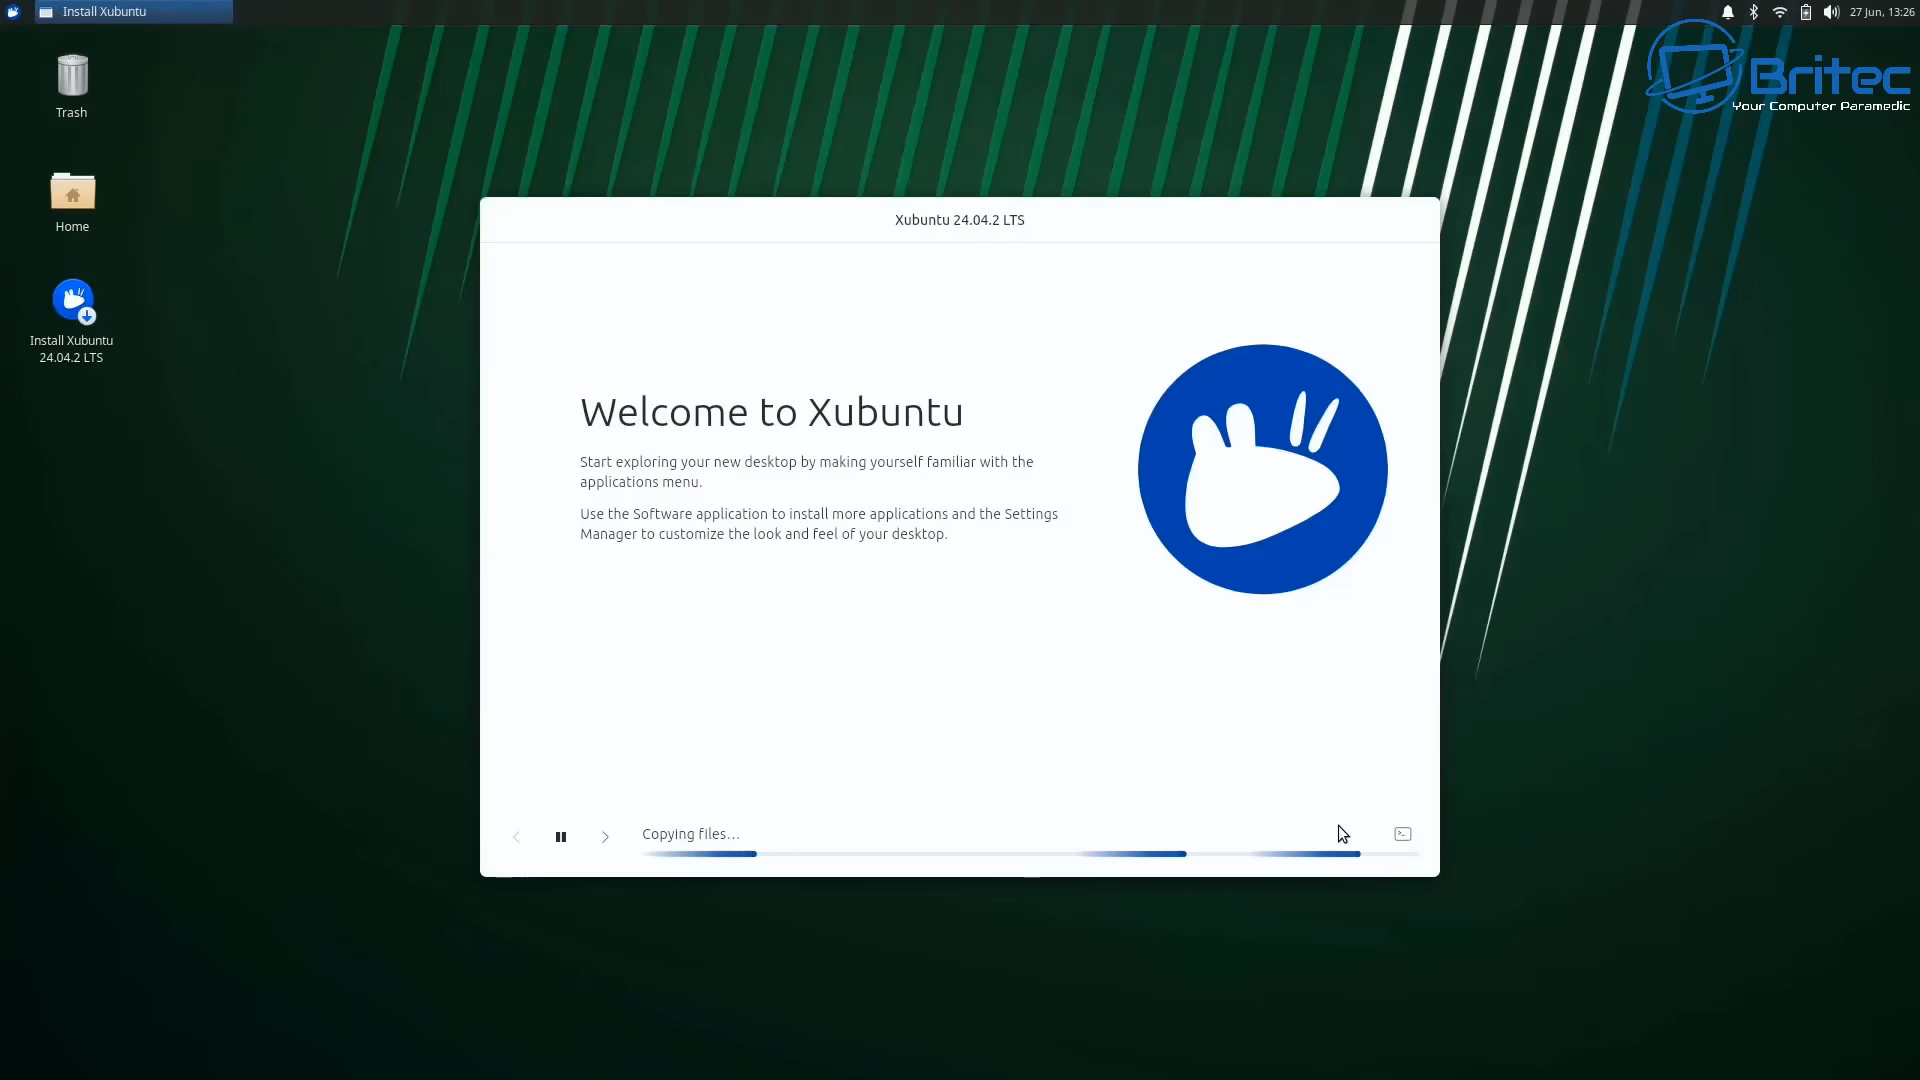 Install Xubuntu
27 Jun, 13:26
Britec
Your Computer Paramedic
Trash
Home
Install Xubuntu
24.04.2 LTS
Xubuntu 24.04.2 LTS
Welcome to Xubuntu
Start exploring your new desktop by making yourself familiar with the
applications menu.
Use the Software application to install more applications and the Settings
Manager to customize the look and feel of your desktop.
Copying files…